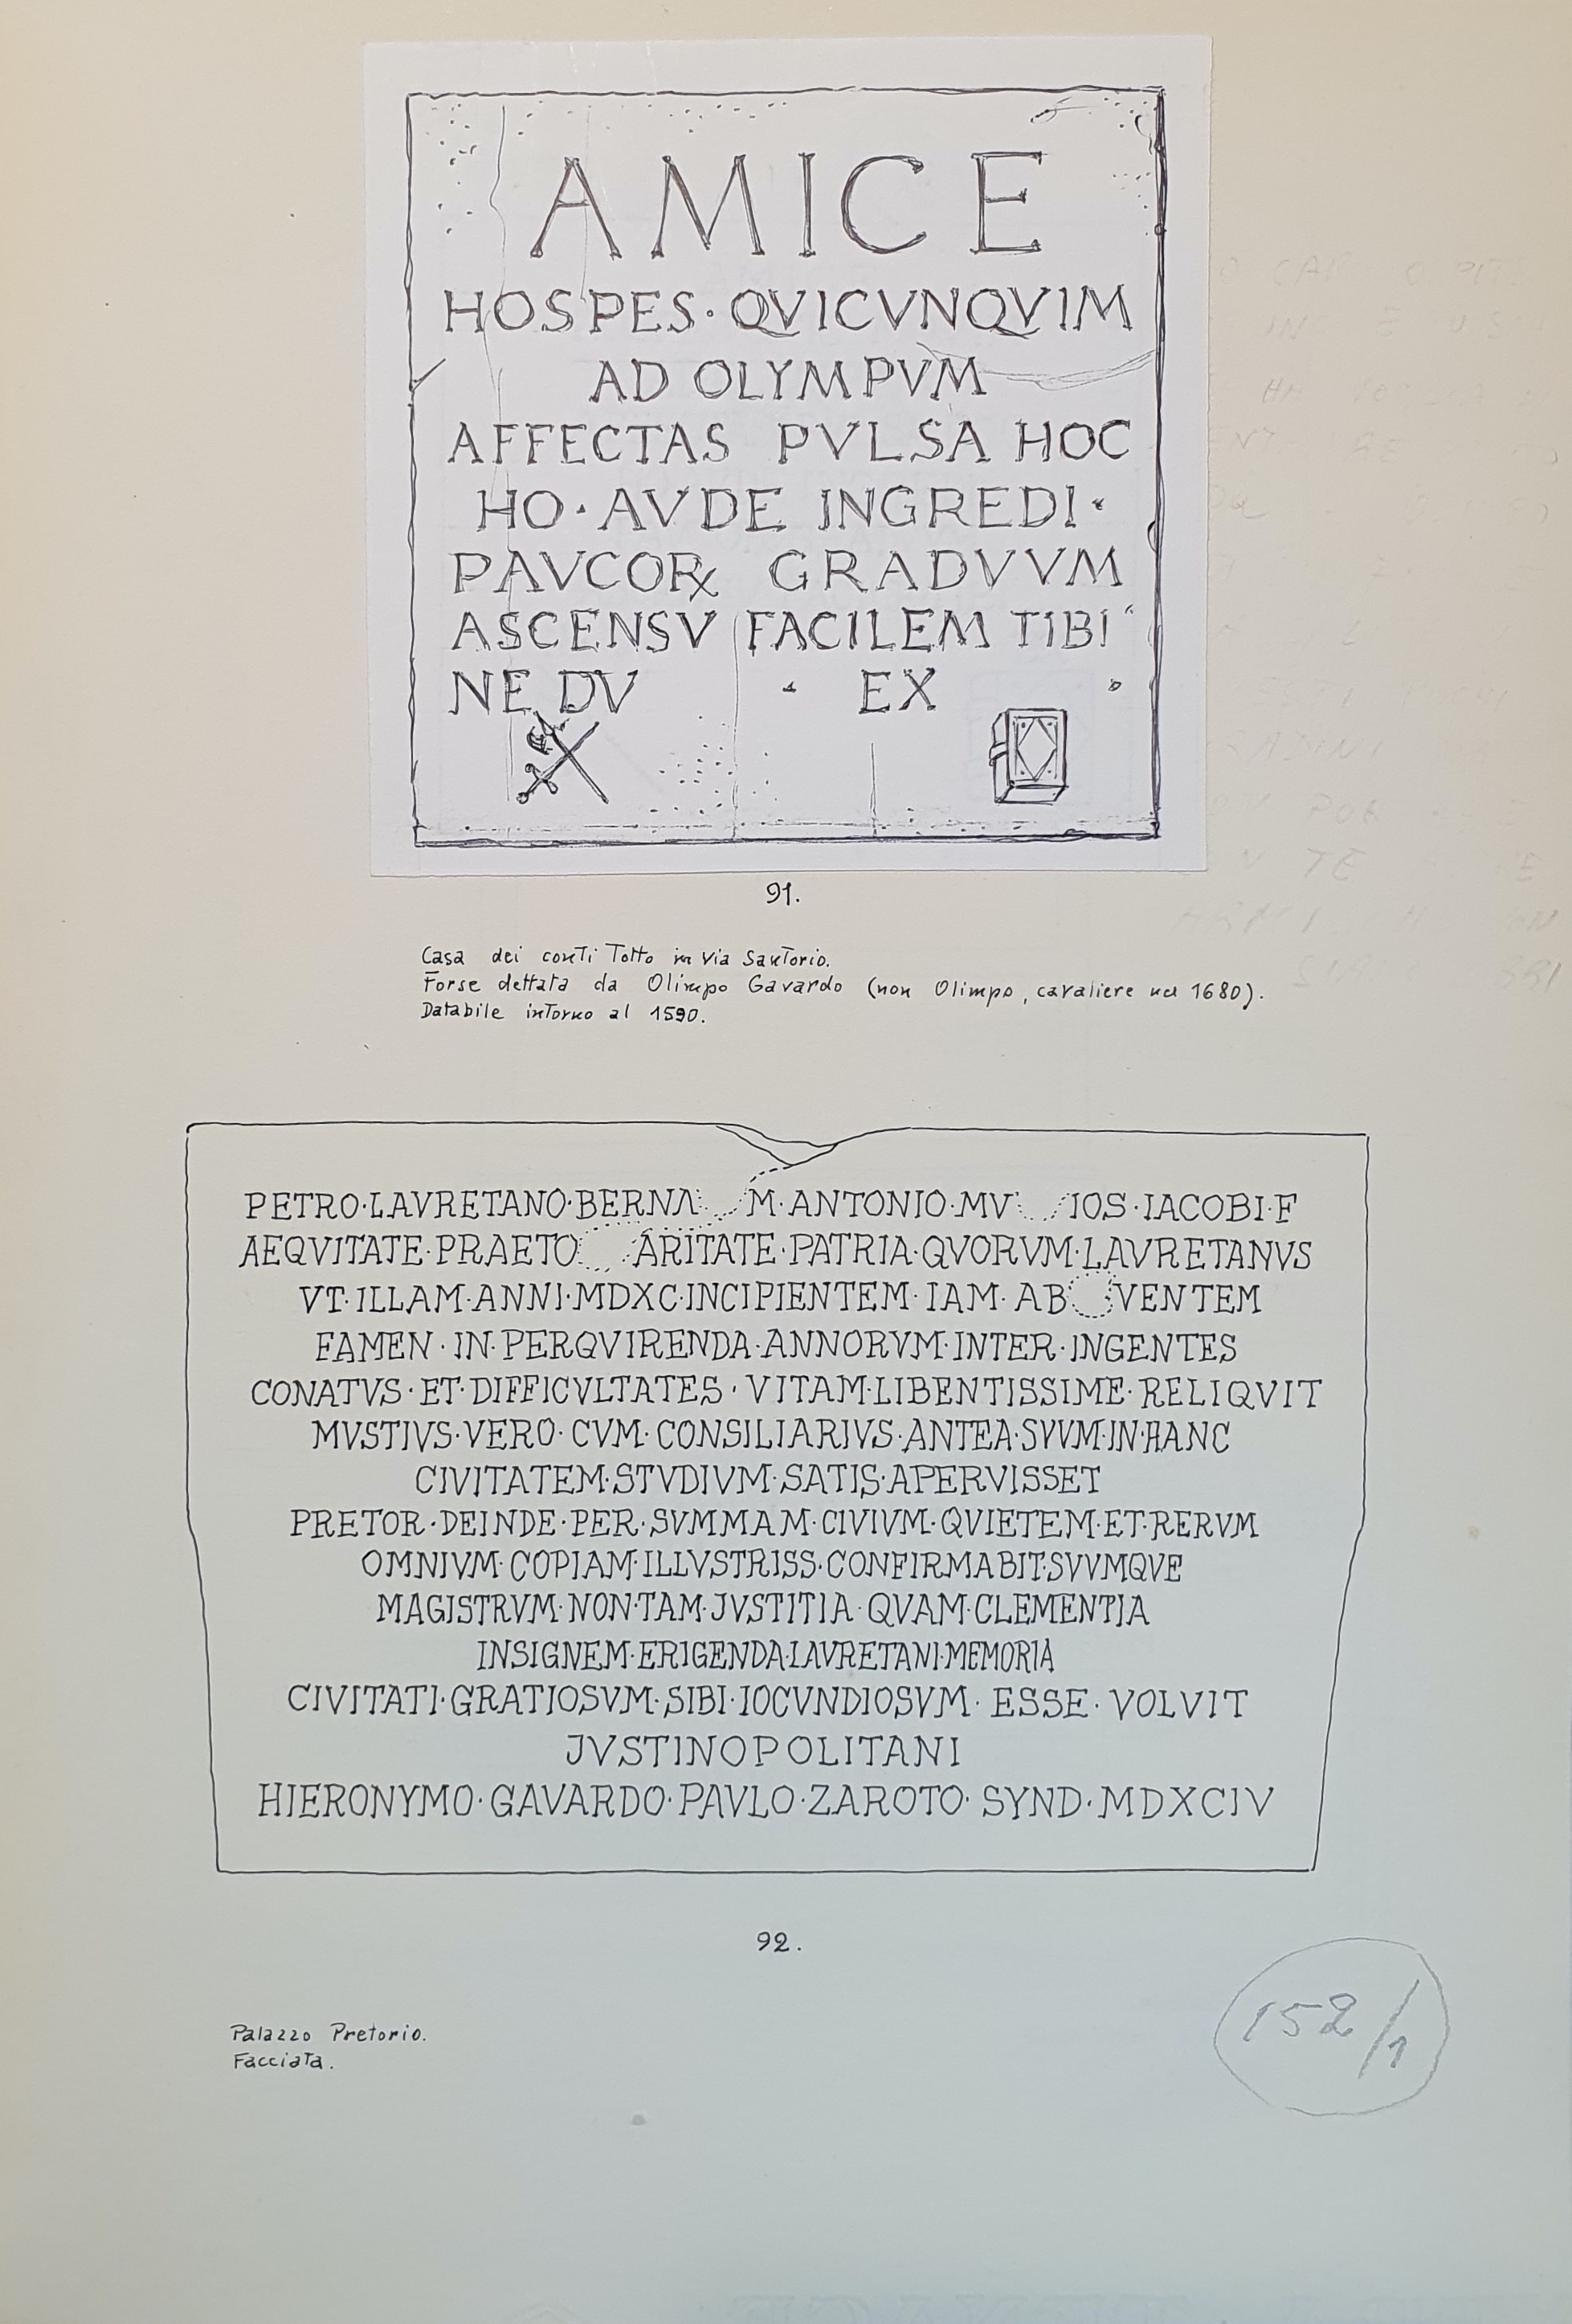 AMICE
HOSPES · QVICVNQVIM
AD OLYMPVM
AFFECTAS PVLSA HOC
HO · AVDE INGREDI ·
PAVCORꝝ GRADVVM
ASCENSV FACILEM TIBI
NE DV · EX
91.
Casa dei conti Totto in via Santorio.
Forse dettata da Olimpo Gavardo (non Olimpo, cavaliere nel 1680).
Databile intorno al 1590.
PETRO·LAVRETANO·BERNA M·ANTONIO·MV IOS·IACOBI·F
AEQVITATE·PRAETO ARITATE·PATRIA·QVORVM·LAVRETANVS
VT·ILLAM·ANNI·MDXC·INCIPIENTEM·IAM·AB VENTEM
FAMEN·IN·PERQVIRENDA·ANNORVM·INTER·INGENTES
CONATVS·ET·DIFFICVLTATES·VITAM·LIBENTISSIME·RELIQVIT
MVSTIVS·VERO·CVM·CONSILIARIVS·ANTEA·SVVM·IN·HANC
CIVITATEM·STVDIVM·SATIS·APERVISSET
PRETOR·DEINDE·PER·SVMMAM·CIVIVM·QVIETEM·ET·RERVM
OMNIVM·COPIAM·ILLVSTRISS·CONFIRMABIT·SVVMQVE
MAGISTRVM·NON·TAM·JVSTITIA·QVAM·CLEMENTIA
INSIGNEM·ERIGENDA·LAVRETANI·MEMORIA
CIVITATI·GRATIOSVM·SIBI·IOCVNDIOSVM·ESSE·VOLVIT
JVSTINOPOLITANI
HIERONYMO·GAVARDO·PAVLO·ZAROTO·SYND·MDXCIV
92.
Palazzo Pretorio.
Facciata.
152/1